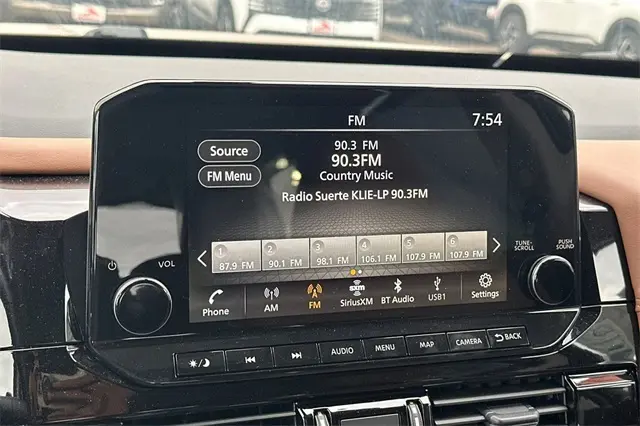 FM
7:54
Source
90.3 FM
90.3FM
FM Menu
Country Music
Radio Suerte KLIE-LP 90.3FM
1 2 3 4 5 6
87.9 FM 90.1 FM 98.1 FM 106.1 FM 107.9 FM 107.9 FM
VOL
TUNE-
SCROLL
PUSH
SOUND
Phone
AM
FM
SXM
SiriusXM
BT Audio
USB1
Settings
AUDIO
MENU
MAP
CAMERA
BACK